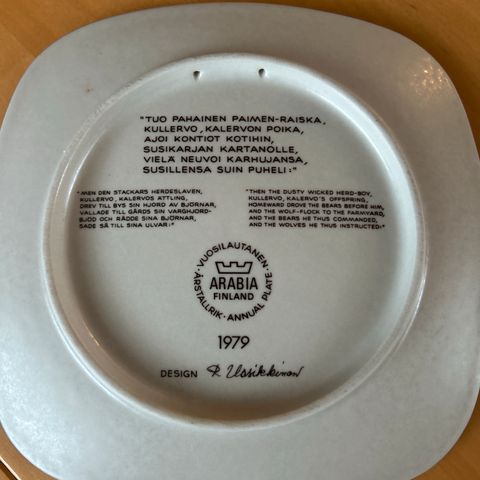 "TUO PAHAINEN PAIMEN-RAISKA,
KULLERVO, KALERVON POIKA,
AJOI KONTIOT KOTIHIN,
SUSIKARJAN KARTANOLLE,
VIELÄ NEUVOI KARHUJANSA,
SUSILLENSA SUIN PUHELI:"
"MEN DEN STACKARS HERDESLAVEN,
KULLERVO, KALERVOS ÄTTLING,
DREV TILL BYS SIN HJORD AV BJÖRNAR,
VALLADE TILL GÅRDS SIN VARGHJORD-
BJÖD OCH RÄDDE SINA BJÖRNAR,
SADE SÅ TILL SINA ULVAR:"
"THEN THE DUSTY WICKED HERD-BOY,
KULLERVO, KALERVO'S OFFSPRING,
HOMEWARD DROVE THE BEARS BEFORE HIM,
AND THE WOLF-FLOCK TO THE FARMYARD,
AND THE BEARS HE THUS COMMANDED,
AND THE WOLVES HE THUS INSTRUCTED:"
VUOSILAUTANEN · ÅRSTALLRIK · ANNUAL PLATE ·
ARABIA
FINLAND
1979
DESIGN R. Uosikkinen